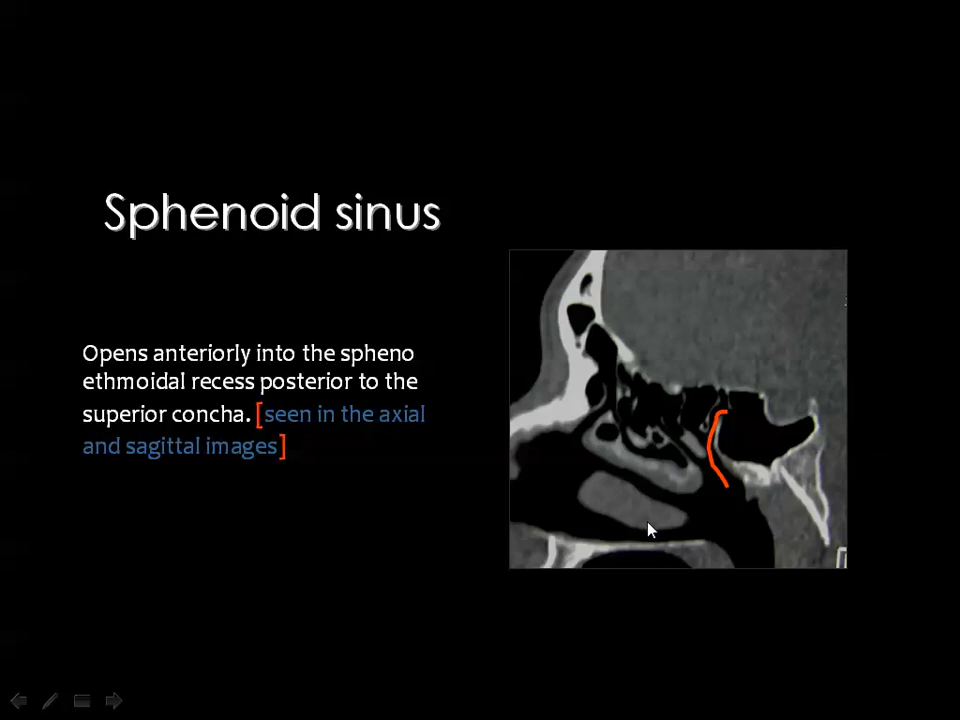 Sphenoid sinus
Opens anteriorly into the spheno
ethmoidal recess posterior to the
superior concha. [seen in the axial
and sagittal images]